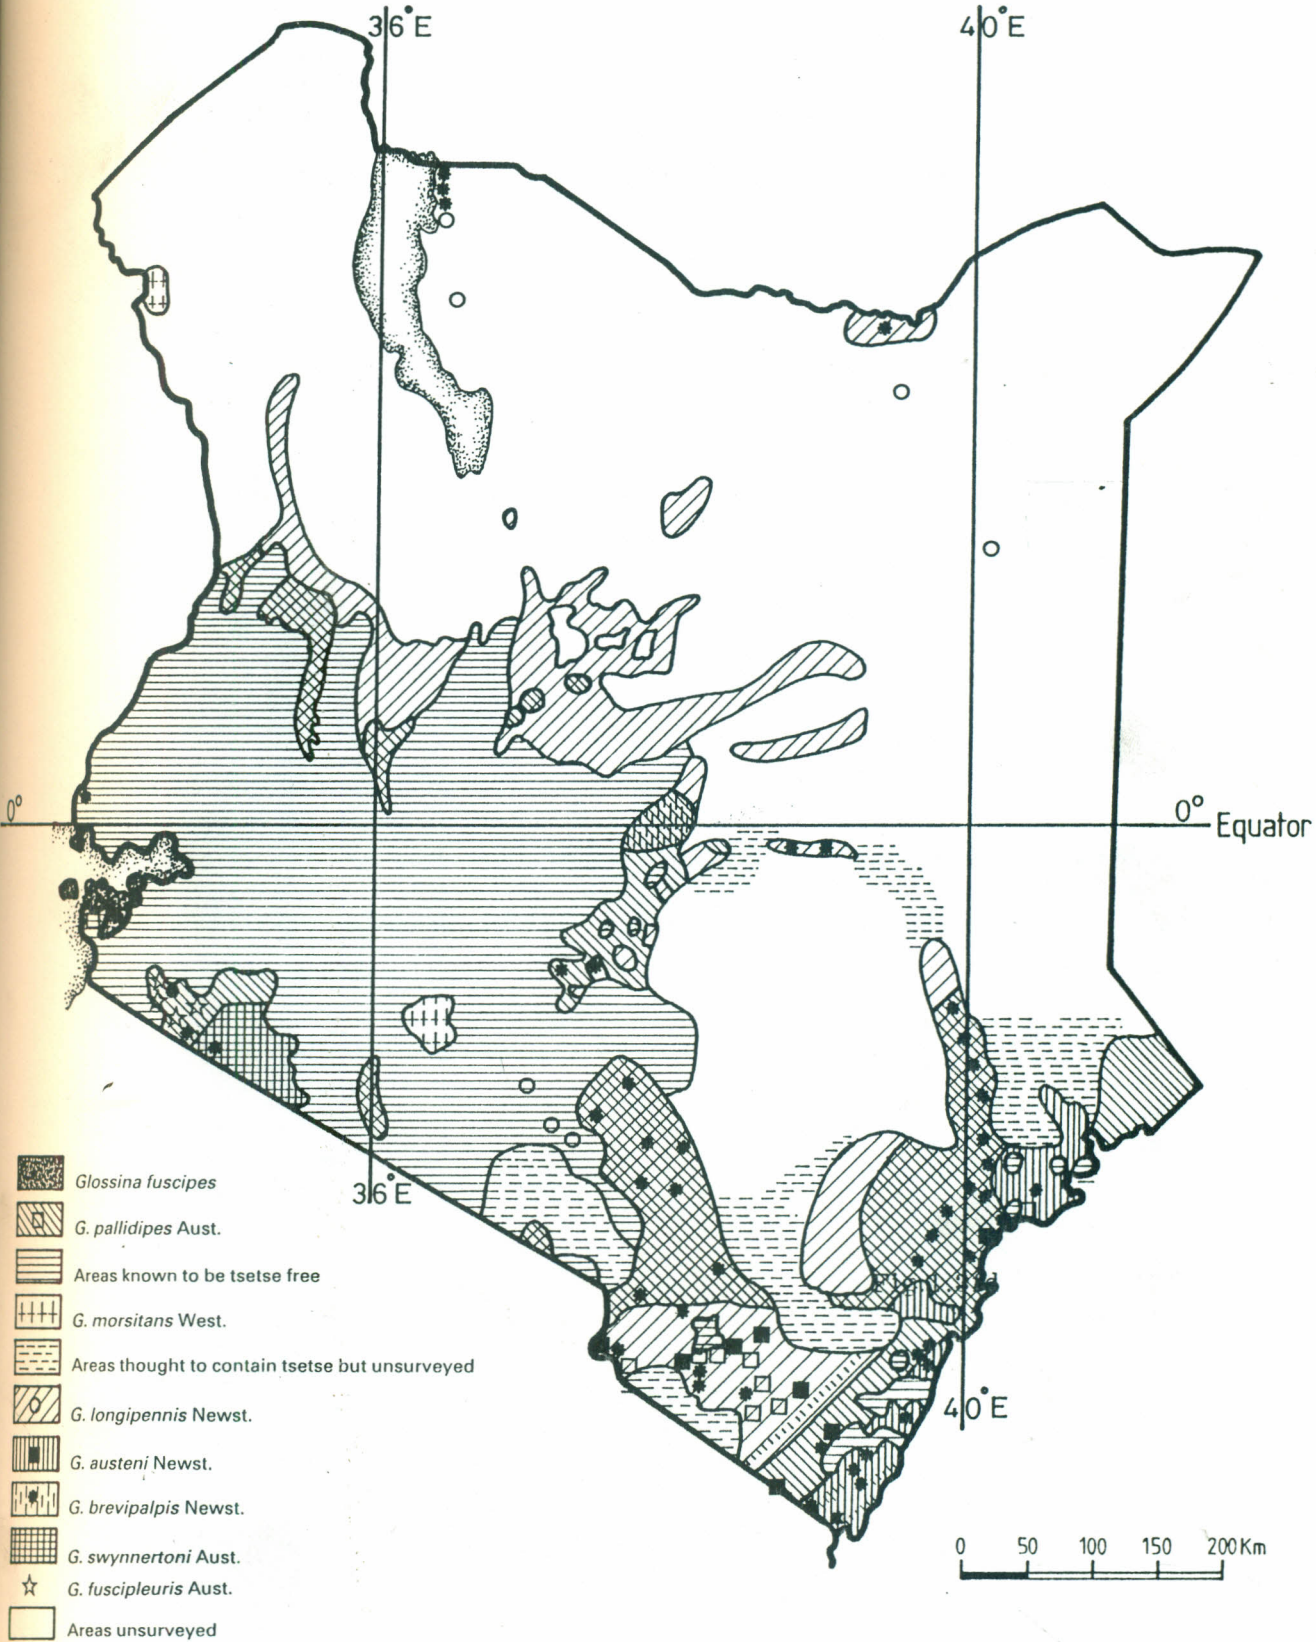 36°E
40°E
0°
0°
Equator
36°E
Glossina fuscipes
G. pallidipes Aust.
Areas known to be tsetse free
G. morsitans West.
Areas thought to contain tsetse but unsurveyed
G. longipennis Newst.
40°E
G. austeni Newst.
G. brevipalpis Newst.
G. swynnertoni Aust.
G. fuscipleuris Aust.
Areas unsurveyed
0 50 100 150 200 Km